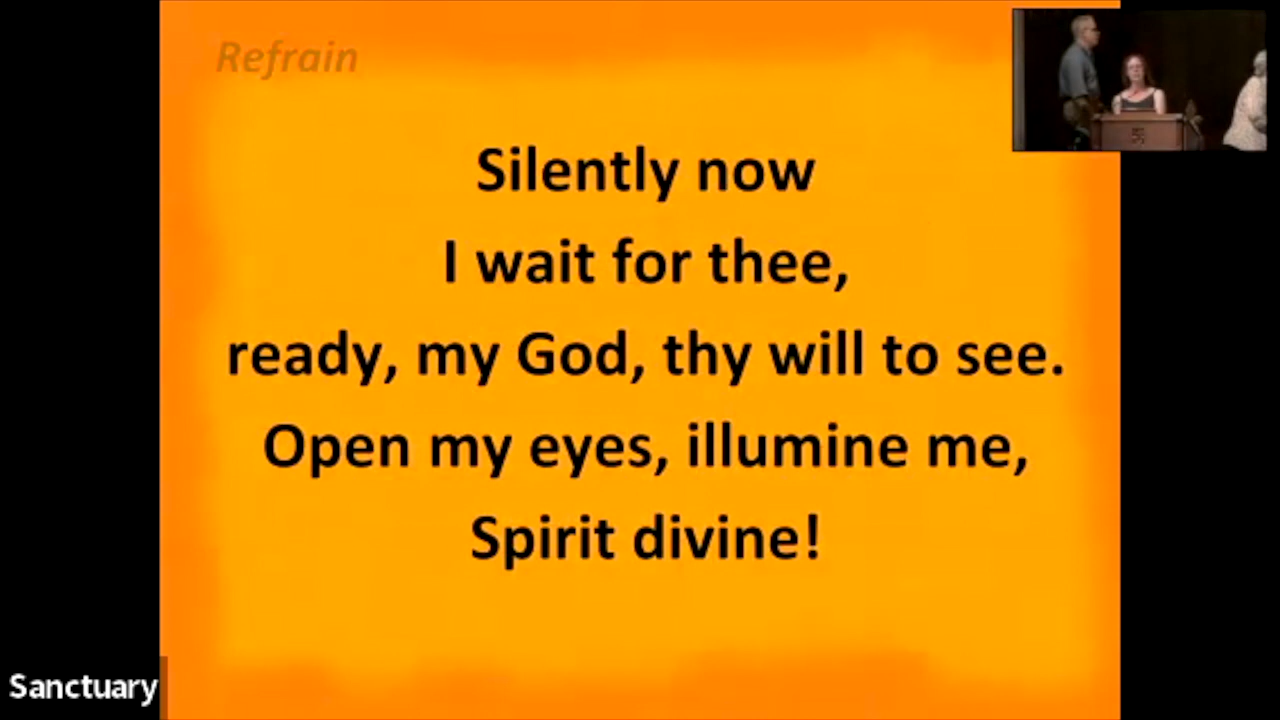 Refrain
Silently now
I wait for thee,
ready, my God, thy will to see.
Open my eyes, illumine me,
Spirit divine!
Sanctuary